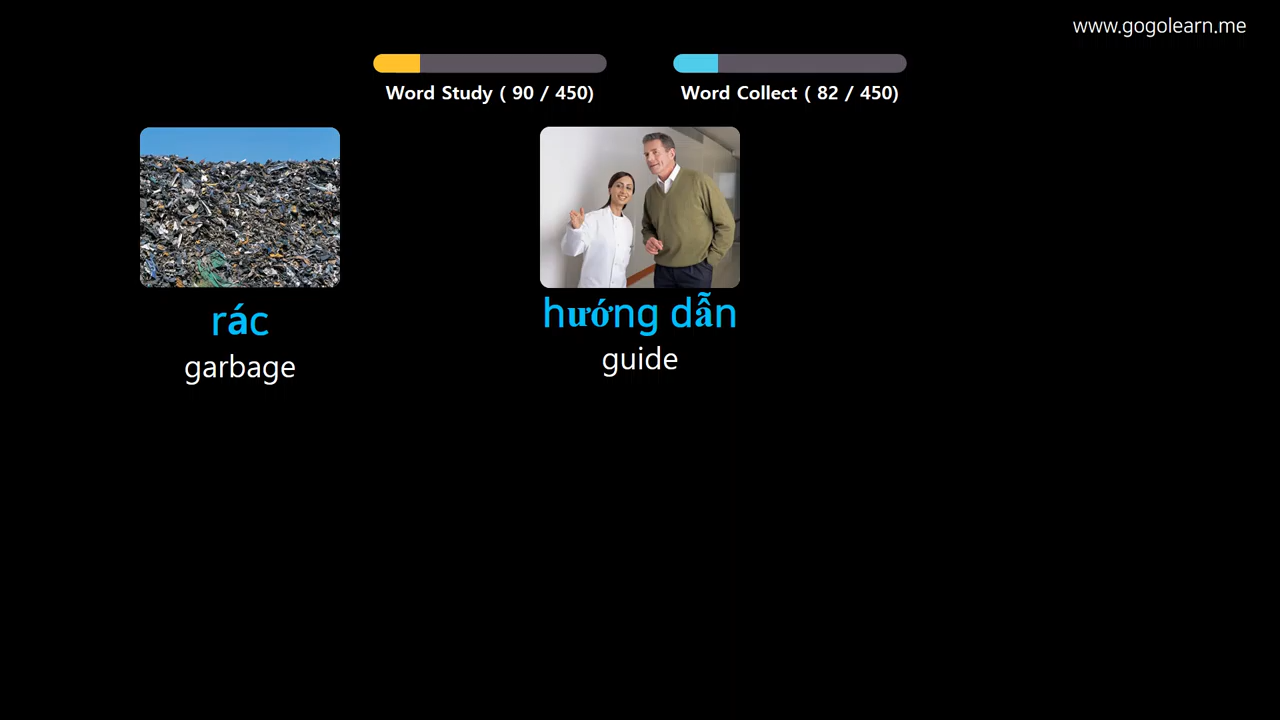 www.gogolearn.me
Word Study ( 90 / 450)
Word Collect ( 82 / 450)
rác
garbage
hướng dẫn
guide